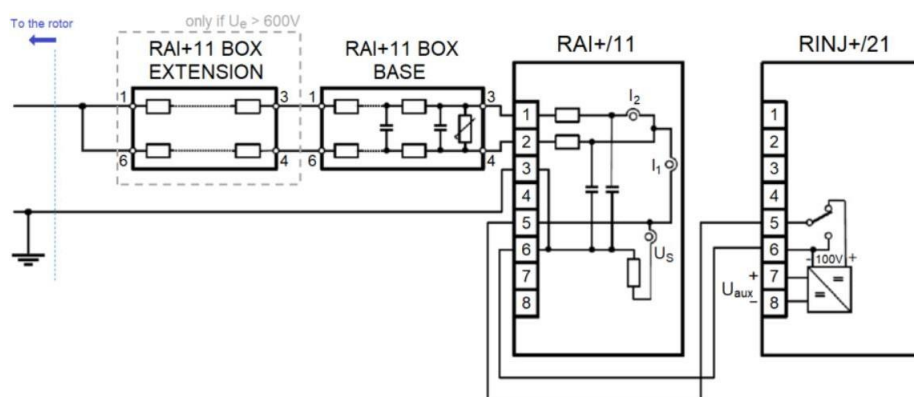 To the rotor
only if Ue > 600V
RAI+11 BOX
EXTENSION
RAI+11 BOX
BASE
RAI+/11
RINJ+/21
1
3
6
4
1
3
6
4
1
2
3
4
5
6
7
8
I2
I1
US
1
2
3
4
5
6
7
8
- 100V +
+
Uaux
-
=
=